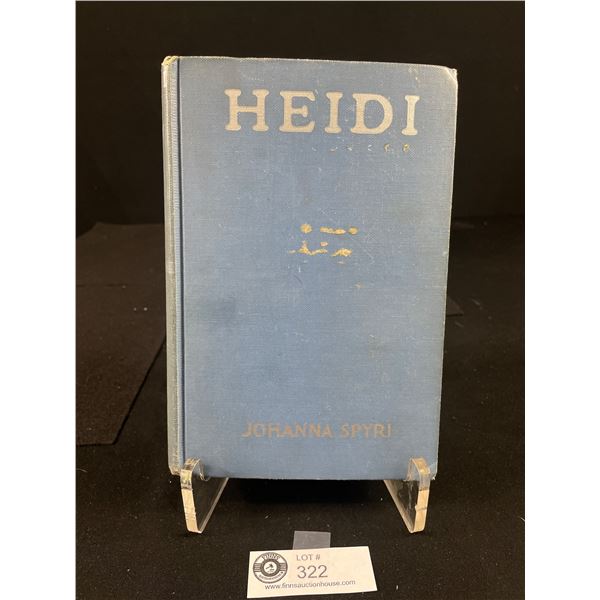 HEIDI
JOHANNA SPYRI
LOT #
322
www.finnsauctionhouse.com